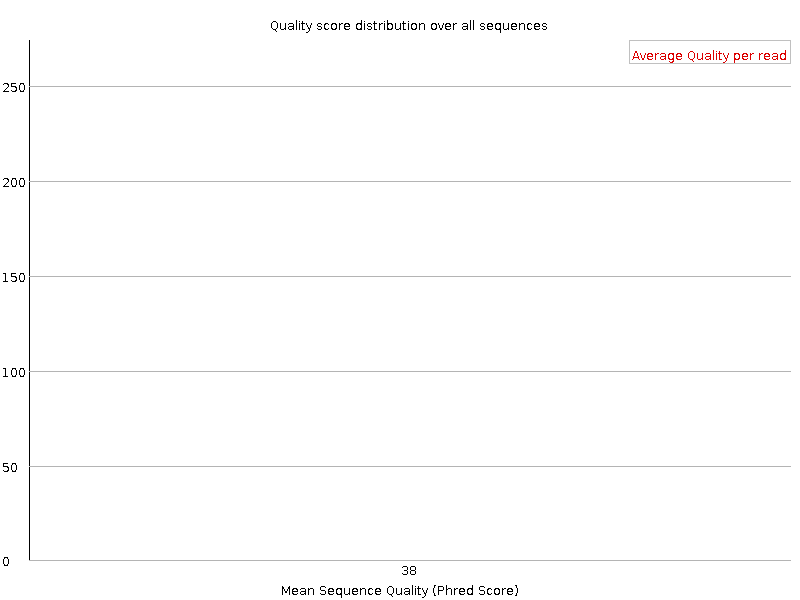 Quality score distribution over all sequences
Average Quality per read
250
200
150
100
50
0
38
Mean Sequence Quality (Phred Score)